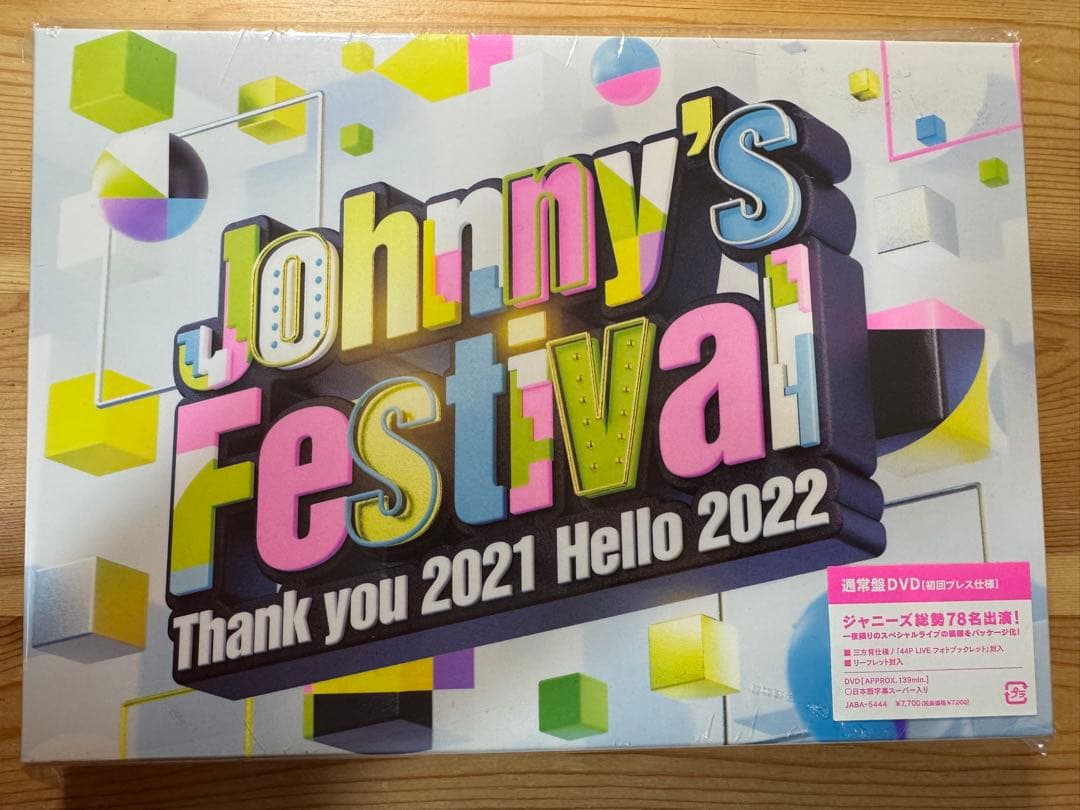 Johnny's
Festival
Thank you 2021 Hello 2022
通常盤DVD[初回プレス仕様]
ジャニーズ総勢78名出演!
一夜限りのスペシャルライブの模様をパッケージ化!
■ 三方背仕様/「44P LIVE フォトブックレット」封入
■ リーフレット封入
DVD[APPROX.139min.]
○日本語字幕スーパー入り
JABA-5444 ¥7,700(税抜価格¥7,000)
プラ